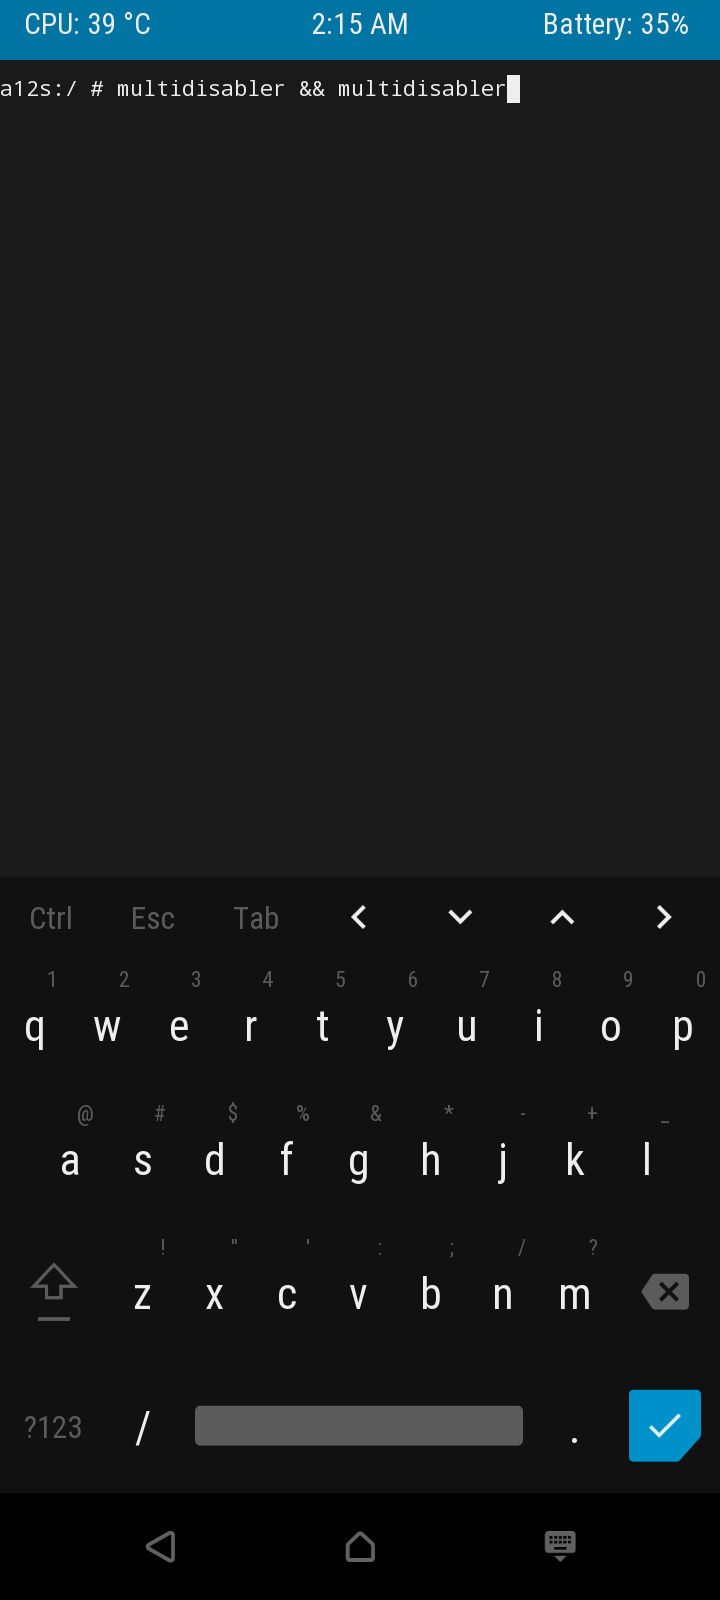 CPU: 39 °C 2:15 AM Battery: 35%
a12s:/ # multidisabler && multidisabler
Ctrl Esc Tab
1 2 3 4 5 6 7 8 9 0
q w e r t y u i o p
@ # $ % & * - + _
a s d f g h j k l
! " ' : ; / ?
z x c v b n m
?123 / .